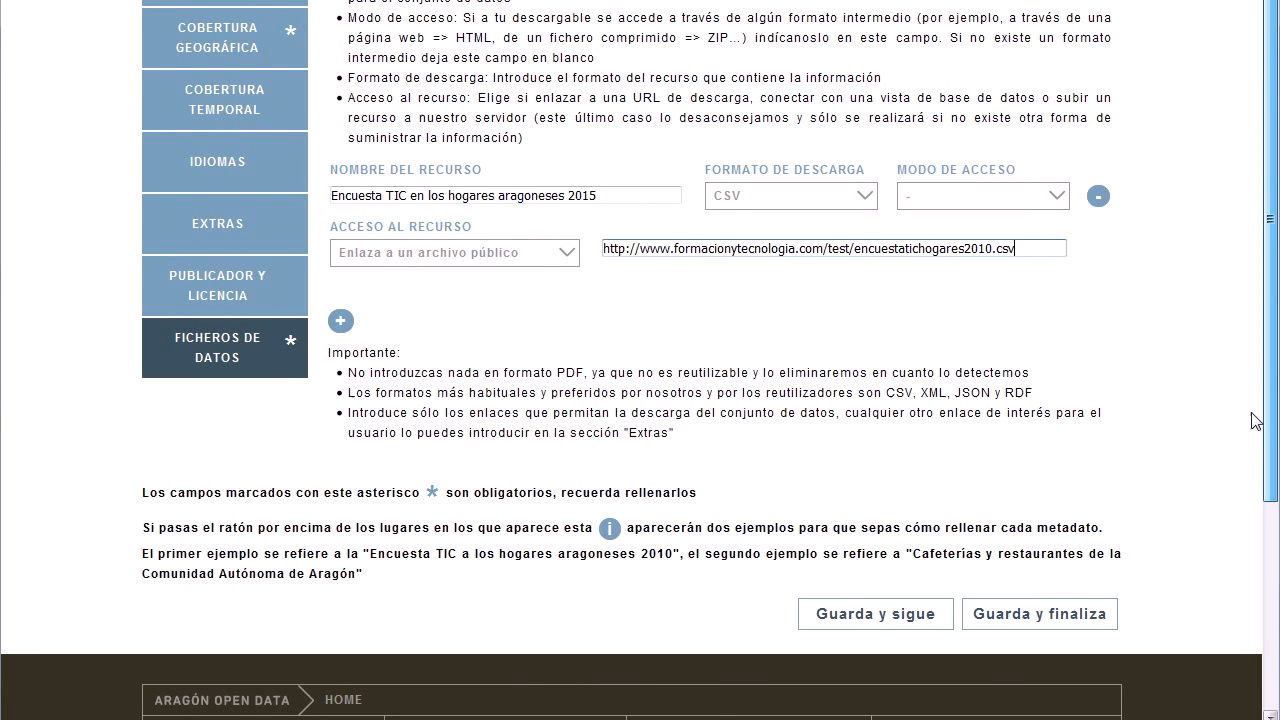 COBERTURA
GEOGRÁFICA *
COBERTURA
TEMPORAL
IDIOMAS
EXTRAS
PUBLICADOR Y
LICENCIA
FICHEROS DE
DATOS *
• Modo de acceso: Si a tu descargable se accede a través de algún formato intermedio (por ejemplo, a través de una
página web => HTML, de un fichero comprimido => ZIP...) indícanoslo en este campo. Si no existe un formato
intermedio deja este campo en blanco
• Formato de descarga: Introduce el formato del recurso que contiene la información
• Acceso al recurso: Elige si enlazar a una URL de descarga, conectar con una vista de base de datos o subir un
recurso a nuestro servidor (este último caso lo desaconsejamos y sólo se realizará si no existe otra forma de
suministrar la información)
NOMBRE DEL RECURSO FORMATO DE DESCARGA MODO DE ACCESO
Encuesta TIC en los hogares aragoneses 2015 CSV - -
ACCESO AL RECURSO
Enlaza a un archivo público http://www.formacionytecnologia.com/test/encuestatichogares2010.csv
+
Importante:
• No introduzcas nada en formato PDF, ya que no es reutilizable y lo eliminaremos en cuanto lo detectemos
• Los formatos más habituales y preferidos por nosotros y por los reutilizadores son CSV, XML, JSON y RDF
• Introduce sólo los enlaces que permitan la descarga del conjunto de datos, cualquier otro enlace de interés para el
usuario lo puedes introducir en la sección "Extras"
Los campos marcados con este asterisco * son obligatorios, recuerda rellenarlos
Si pasas el ratón por encima de los lugares en los que aparece esta i aparecerán dos ejemplos para que sepas cómo rellenar cada metadato.
El primer ejemplo se refiere a la "Encuesta TIC a los hogares aragoneses 2010", el segundo ejemplo se refiere a "Cafeterías y restaurantes de la
Comunidad Autónoma de Aragón"
Guarda y sigue Guarda y finaliza
ARAGÓN OPEN DATA HOME